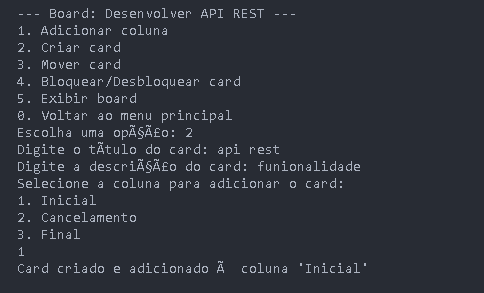 --- Board: Desenvolver API REST ---
1. Adicionar coluna
2. Criar card
3. Mover card
4. Bloquear/Desbloquear card
5. Exibir board
0. Voltar ao menu principal
Escolha uma opÃ§Ã£o: 2
Digite o tÃ­tulo do card: api rest
Digite a descriÃ§Ã£o do card: funionalidade
Selecione a coluna para adicionar o card:
1. Inicial
2. Cancelamento
3. Final
1
Card criado e adicionado Ã  coluna "Inicial"